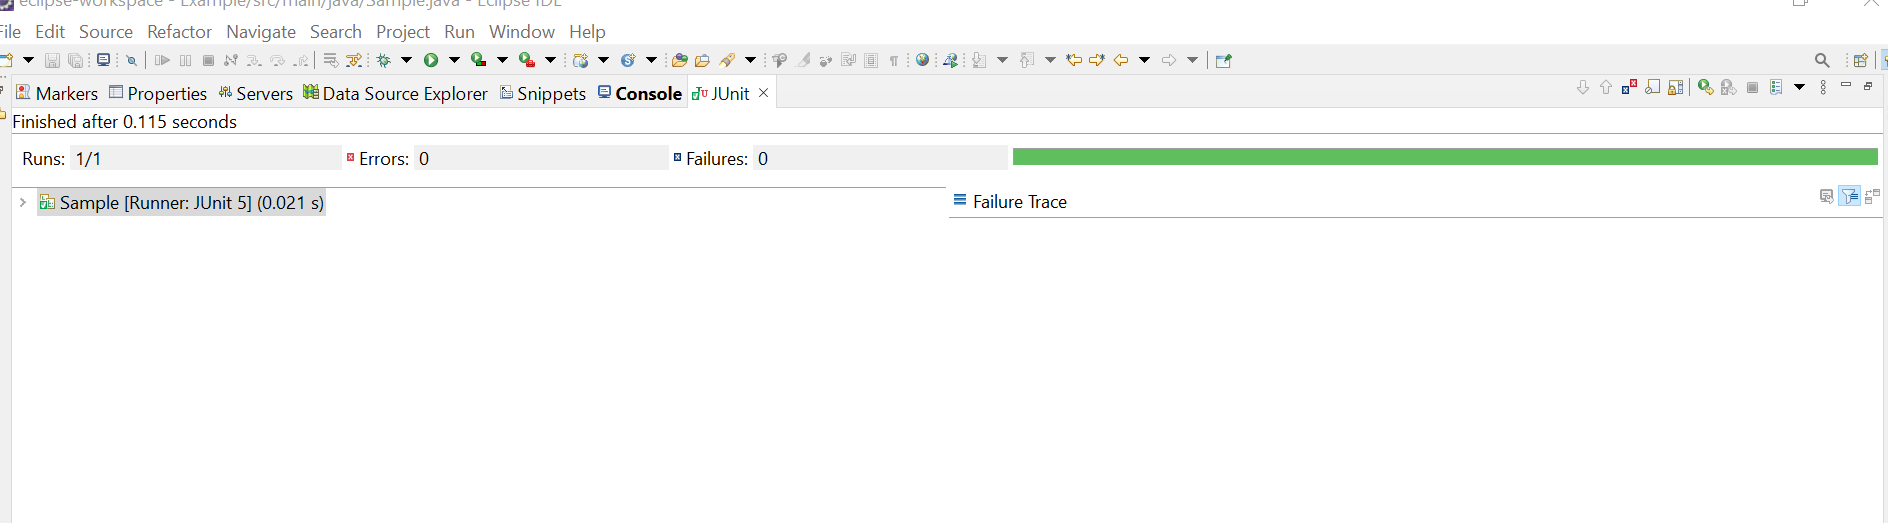 eclipse-workspace - Example/src/main/java/Sample.java - Eclipse IDE
File Edit Source Refactor Navigate Search Project Run Window Help
Markers Properties Servers Data Source Explorer Snippets Console JUnit
Finished after 0.115 seconds
Runs: 1/1 Errors: 0 Failures: 0
Sample [Runner: JUnit 5] (0.021 s)
Failure Trace